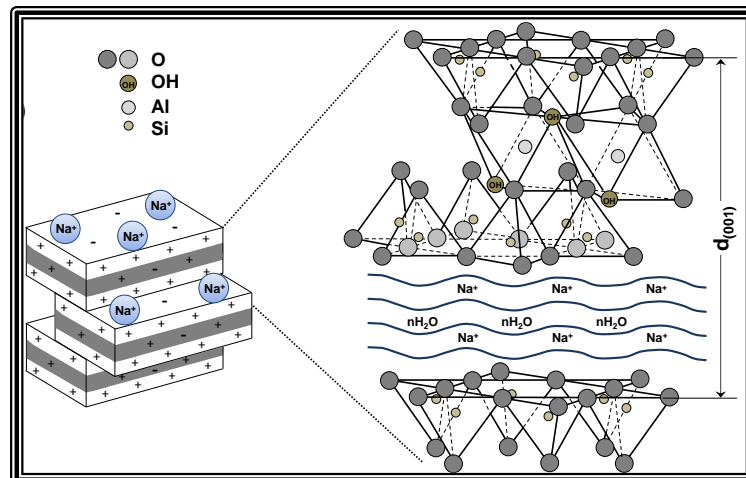 O
OH
OH
Al
Si
Na⁺
Na⁺
Na⁺
Na⁺
Na⁺
OH
OH
OH
d(001)
Na⁺ Na⁺ Na⁺
nH₂O nH₂O nH₂O
Na⁺ Na⁺ Na⁺